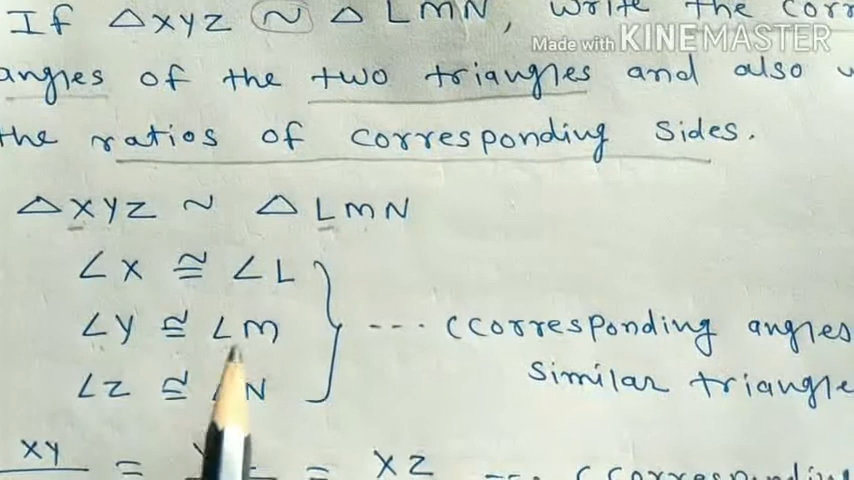 If △XYZ ~ △LMN, Write the corr
Made with KINEMASTER
angles of the two triangles and also
the ratios of corresponding sides.
△XYZ ~ △LMN
∠X ≅ ∠L
∠Y ≅ ∠M --- (Corresponding angles
∠Z ≅ ∠N Similar triangle
XY = = XZ --- (Corresponding